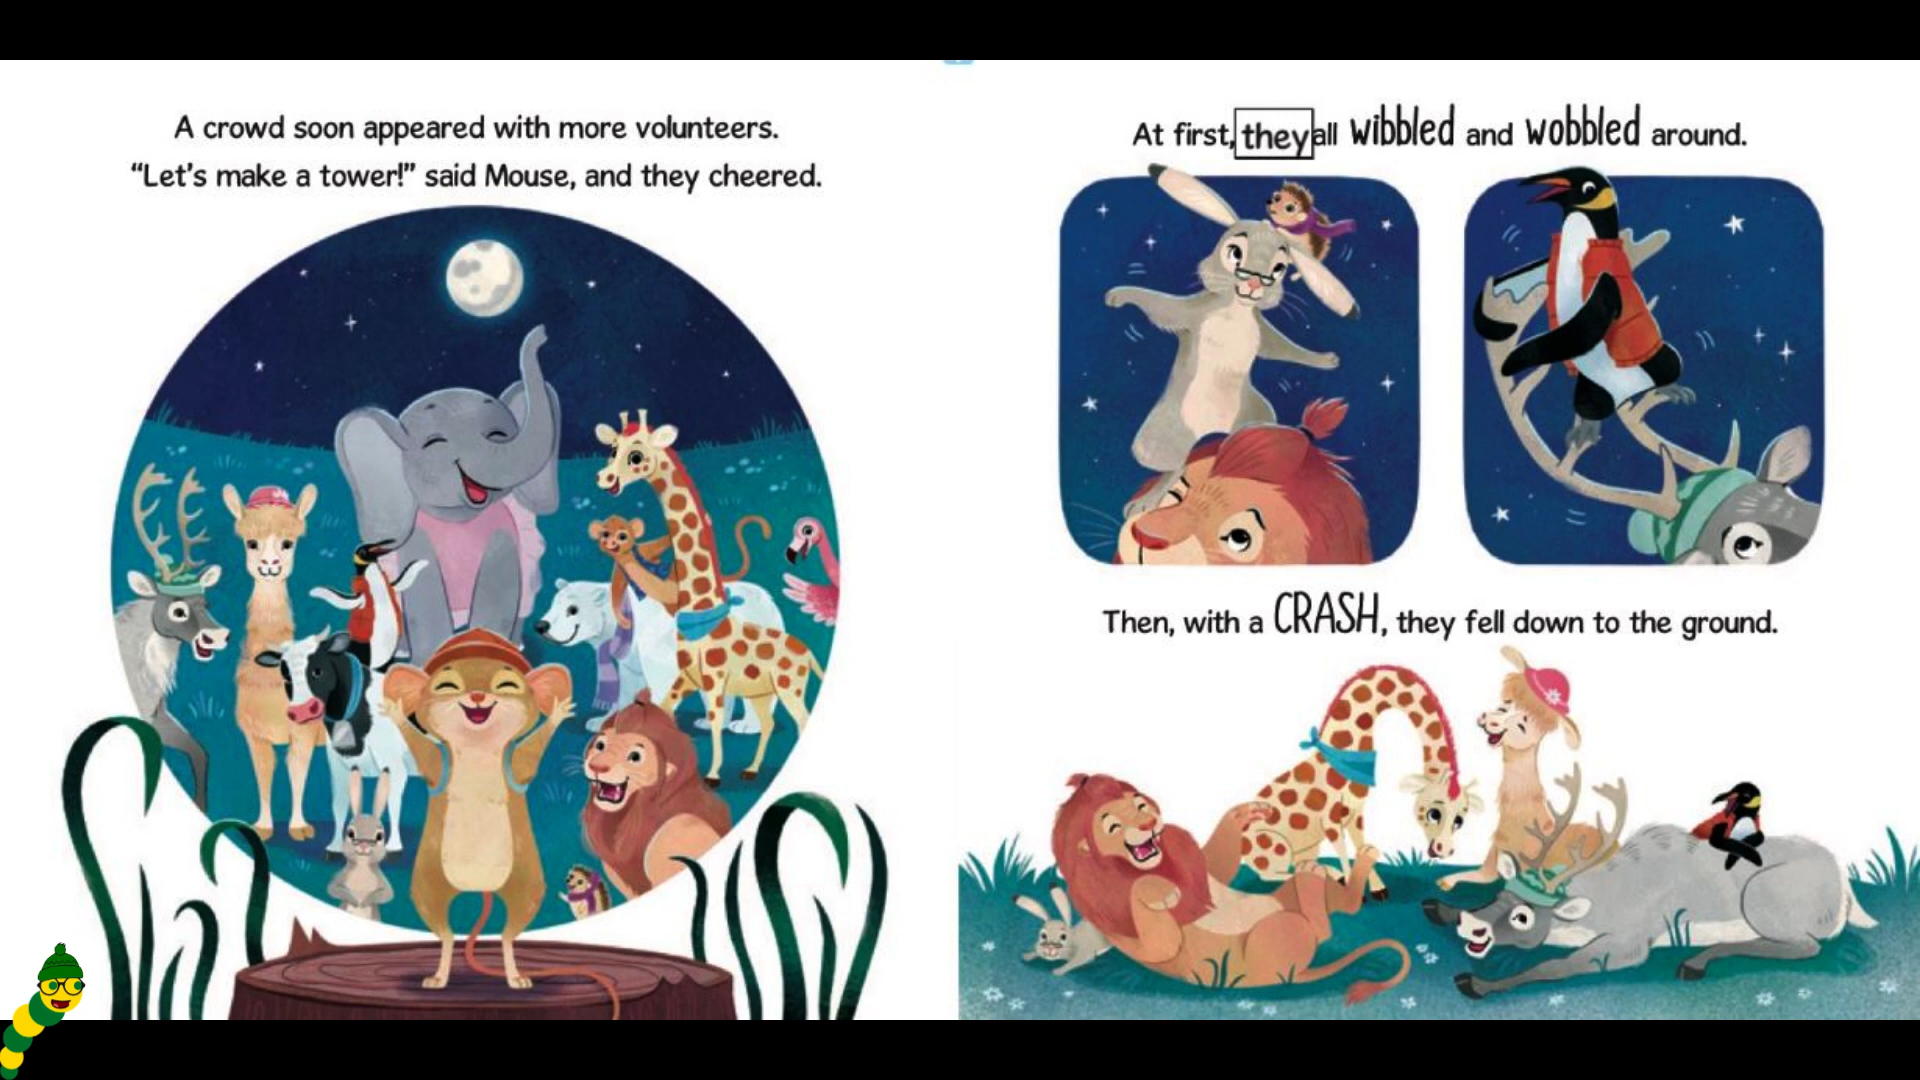 A crowd soon appeared with more volunteers.
“Let's make a tower!” said Mouse, and they cheered.
At first, they all wibbled and wobbled around.
Then, with a CRASH, they fell down to the ground.